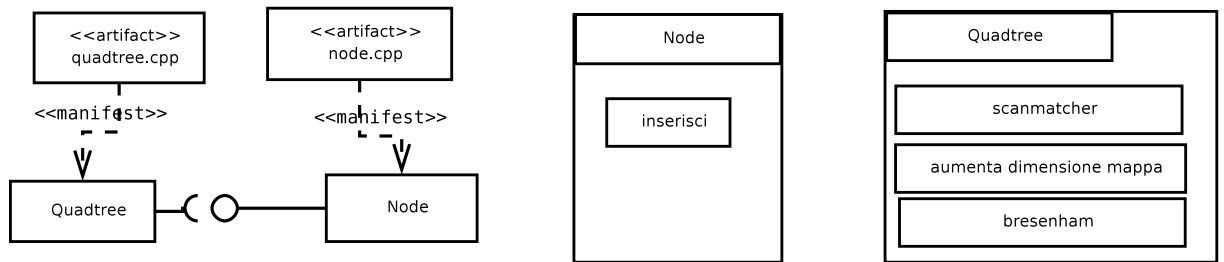 <<artifact>>
quadtree.cpp
<<manifest>>
Quadtree
<<artifact>>
node.cpp
<<manifest>>
Node
Node
inserisci
Quadtree
scanmatcher
aumenta dimensione mappa
bresenham